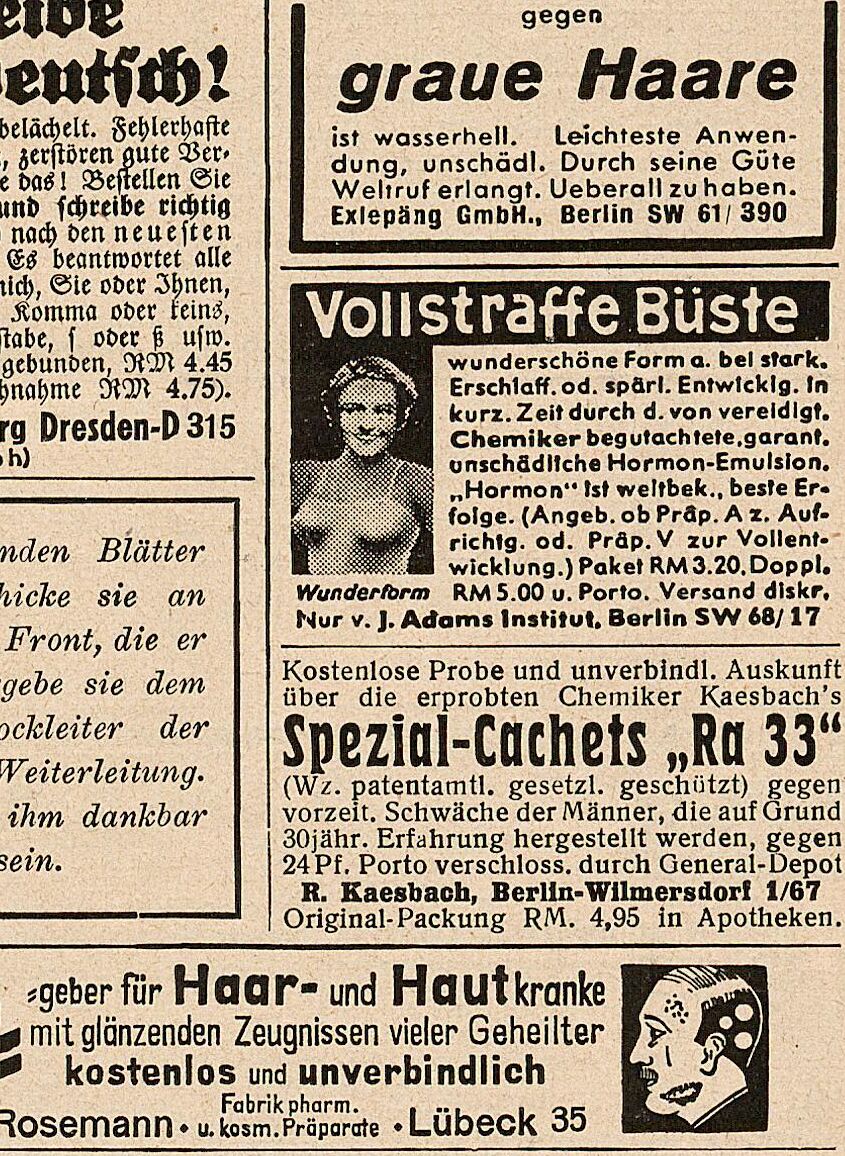 eibe
Deutsch!
belächelt. Fehlerhafte
, zerstören gute Ver-
e das! Bestellen Sie
und schreibe richtig
nach den neuesten
Es beantwortet alle
mich, Sie oder Ihnen,
Komma oder keins,
stabe, s oder ß usw.
gebunden, RM 4.45
hnahme RM 4.75).
rg Dresden-D 315
h)
nden Blätter
hicke sie an
Front, die er
gebe sie dem
ockleiter der
Weiterleitung.
ihm dankbar
sein.
gegen
graue Haare
ist wasserhell. Leichteste Anwen-
dung, unschädl. Durch seine Güte
Weltruf erlangt. Ueberall zu haben.
Exlepäng GmbH., Berlin SW 61/390
Vollstraffe Büste
wunderschöne Form a. bei stark.
Erschlaff. od. spärl. Entwicklg. in
kurz. Zeit durch d. von vereidigt.
Chemiker begutachtete, garant.
unschädliche Hormon-Emulsion.
„Hormon“ ist weltbek., beste Er-
folge. (Angeb. ob Präp. A z. Auf-
richtg. od. Präp. V zur Vollent-
wicklung.) Paket RM 3.20. Doppl.
Wunderform RM 5.00 u. Porto. Versand diskr.
Nur v. J. Adams Institut, Berlin SW 68/17
Kostenlose Probe und unverbindl. Auskunft
über die erprobten Chemiker Kaesbach's
Spezial-Cachets „Ra 33“
(Wz. patentamtl. gesetzl. geschützt) gegen
vorzeit. Schwäche der Männer, die auf Grund
30jähr. Erfahrung hergestellt werden, gegen
24 Pf. Porto verschloss. durch General-Depot
R. Kaesbach, Berlin-Wilmersdorf 1/67
Original-Packung RM. 4,95 in Apotheken.
-geber für Haar- und Hautkranke
mit glänzenden Zeugnissen vieler Geheilter
kostenlos und unverbindlich
Rosemann • Fabrik pharm. u. kosm. Präparate • Lübeck 35